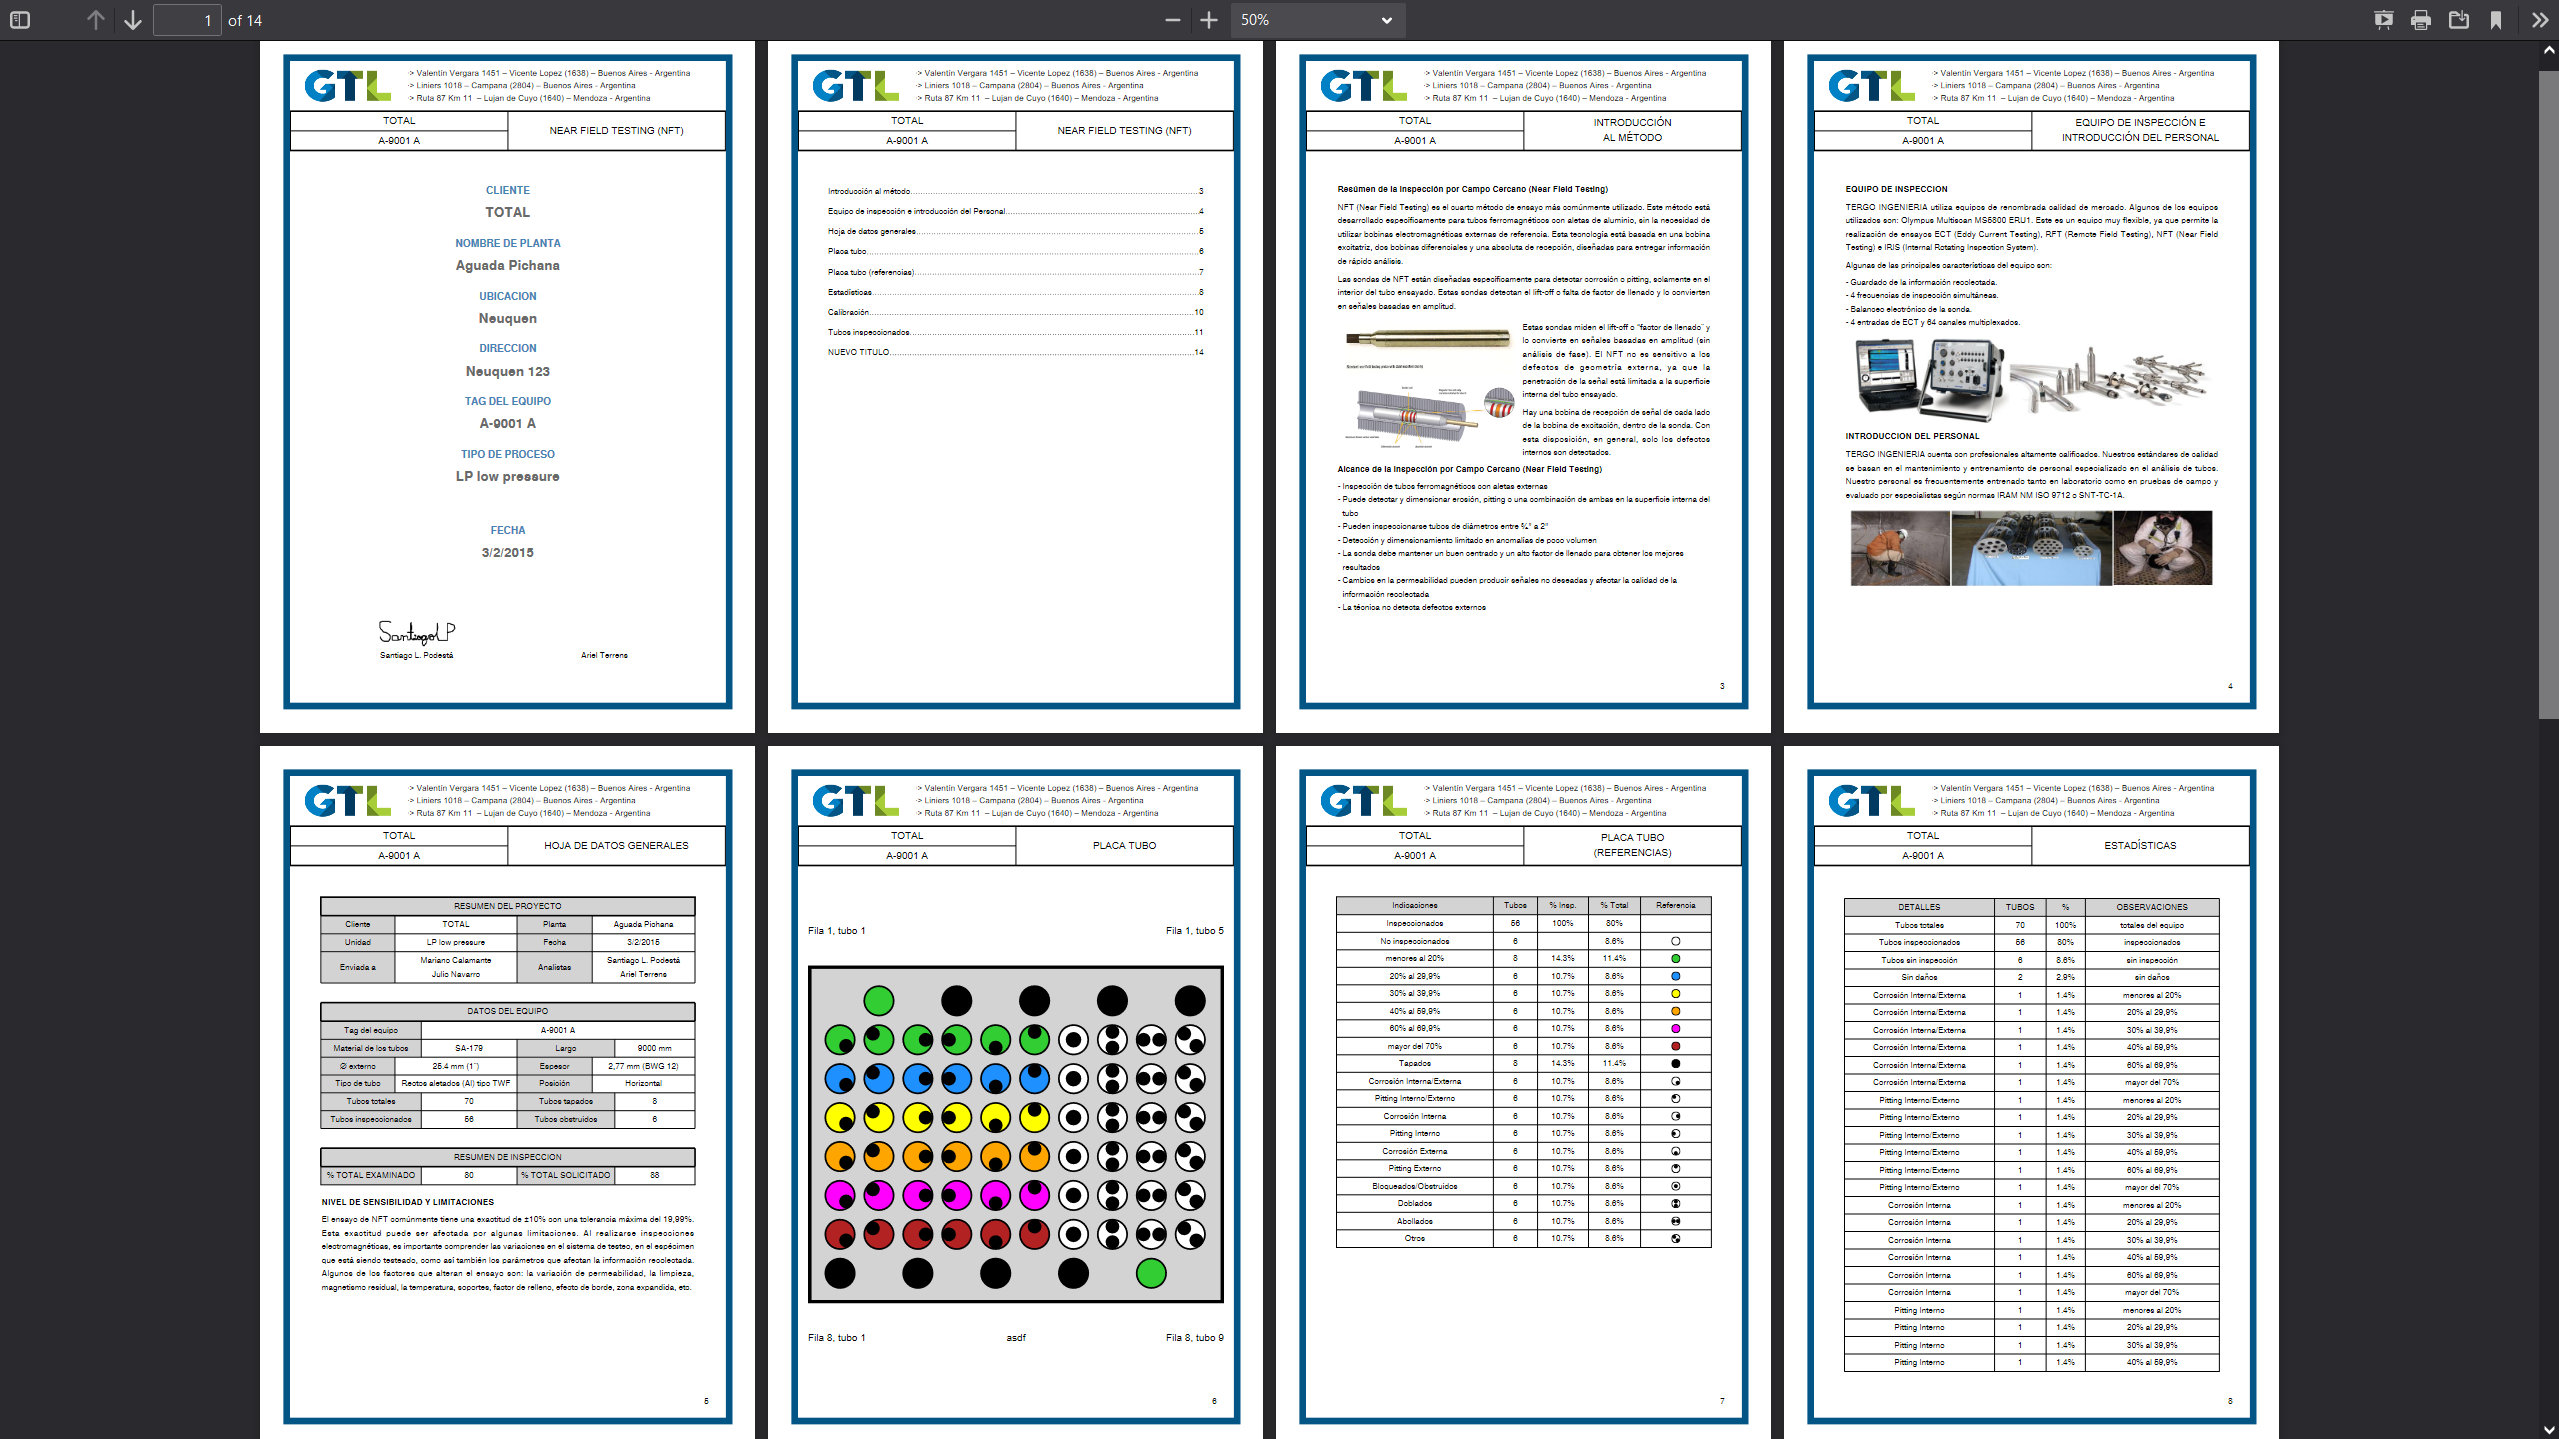 1 of 14
50%
GTL
-> Valentín Vergara 1451 – Vicente Lopez (1638) – Buenos Aires - Argentina
-> Liniers 1018 – Campana (2804) – Buenos Aires - Argentina
-> Ruta 87 Km 11 – Lujan de Cuyo (1640) – Mendoza - Argentina
TOTAL
A-9001 A
NEAR FIELD TESTING (NFT)
CLIENTE
TOTAL
NOMBRE DE PLANTA
Aguada Pichana
UBICACION
Neuquen
DIRECCION
Neuquen 123
TAG DEL EQUIPO
A-9001 A
TIPO DE PROCESO
LP low pressure
FECHA
3/2/2015
Santiago L P
Santiago L. Podestá Ariel Terrens
GTL
-> Valentín Vergara 1451 – Vicente Lopez (1638) – Buenos Aires - Argentina
-> Liniers 1018 – Campana (2804) – Buenos Aires - Argentina
-> Ruta 87 Km 11 – Lujan de Cuyo (1640) – Mendoza - Argentina
TOTAL
A-9001 A
NEAR FIELD TESTING (NFT)
Introducción al método 3
Equipo de inspección e introducción del Personal 4
Hoja de datos generales 5
Placa tubo 6
Placa tubo (referencias) 7
Estadísticas 8
Calibración 10
Tubos inspeccionados 11
NUEVO TITULO 14
GTL
-> Valentín Vergara 1451 – Vicente Lopez (1638) – Buenos Aires - Argentina
-> Liniers 1018 – Campana (2804) – Buenos Aires - Argentina
-> Ruta 87 Km 11 – Lujan de Cuyo (1640) – Mendoza - Argentina
TOTAL
A-9001 A
INTRODUCCIÓN
AL MÉTODO
Resúmen de la Inspección por Campo Cercano (Near Field Testing)
NFT (Near Field Testing) es el cuarto método de ensayo más comúnmente utilizado. Este método está
desarrollado específicamente para tubos ferromagnéticos con aletas de aluminio, sin la necesidad de
utilizar bobinas electromagnéticas externas de referencia. Esta tecnología está basada en una bobina
excitatriz, dos bobinas diferenciales y una absoluta de recepción, diseñadas para entregar información
de rápido análisis.
Las sondas de NFT están diseñadas específicamente para detectar corrosión o pitting, solamente en el
interior del tubo ensayado. Estas sondas detectan el lift-off o falta de factor de llenado y lo convierten
en señales basadas en amplitud.
Estas sondas miden el lift-off o "factor de llenado" y
lo convierte en señales basadas en amplitud (sin
análisis de fase). El NFT no es sensitivo a los
defectos de geometría externa, ya que la
penetración de la señal está limitada a la superficie
interna del tubo ensayado.
Hay una bobina de recepción de señal de cada lado
de la bobina de excitación, dentro de la sonda. Con
esta disposición, en general, solo los defectos
internos son detectados.
Alcance de la Inspección por Campo Cercano (Near Field Testing)
- Inspección de tubos ferromagnéticos con aletas externas
- Puede detectar y dimensionar erosión, pitting o una combinación de ambas en la superficie interna del
tubo
- Pueden inspeccionarse tubos de diámetros entre ¾" a 2"
- Detección y dimensionamiento limitado en anomalías de poco volumen
- La sonda debe mantener un buen centrado y un alto factor de llenado para obtener los mejores
resultados
- Cambios en la permeabilidad pueden producir señales no deseadas y afectar la calidad de la
información recolectada
- La técnica no detecta defectos externos
3
GTL
-> Valentín Vergara 1451 – Vicente Lopez (1638) – Buenos Aires - Argentina
-> Liniers 1018 – Campana (2804) – Buenos Aires - Argentina
-> Ruta 87 Km 11 – Lujan de Cuyo (1640) – Mendoza - Argentina
TOTAL
A-9001 A
EQUIPO DE INSPECCIÓN E
INTRODUCCIÓN DEL PERSONAL
EQUIPO DE INSPECCION
TERGO INGENIERIA utiliza equipos de renombrada calidad de mercado. Algunos de los equipos
utilizados son: Olympus Multiscan MS5800 ERU1. Este es un equipo muy flexible, ya que permite la
realización de ensayos ECT (Eddy Current Testing), RFT (Remote Field Testing), NFT (Near Field
Testing) e IRIS (Internal Rotating Inspection System).
Algunas de las principales características del equipo son:
- Guardado de la información recolectada.
- 4 frecuencias de inspección simultáneas.
- Balanceo electrónico de la sonda.
- 4 entradas de ECT y 64 canales multiplexados.
INTRODUCCION DEL PERSONAL
TERGO INGENIERIA cuenta con profesionales altamente calificados. Nuestros estándares de calidad
se basan en el mantenimiento y entrenamiento de personal especializado en el análisis de tubos.
Nuestro personal es frecuentemente entrenado tanto en laboratorio como en pruebas de campo y
evaluado por especialistas según normas IRAM NM ISO 9712 o SNT-TC-1A.
4
GTL
-> Valentín Vergara 1451 – Vicente Lopez (1638) – Buenos Aires - Argentina
-> Liniers 1018 – Campana (2804) – Buenos Aires - Argentina
-> Ruta 87 Km 11 – Lujan de Cuyo (1640) – Mendoza - Argentina
TOTAL
A-9001 A
HOJA DE DATOS GENERALES
RESUMEN DEL PROYECTO
Cliente TOTAL Planta Aguada Pichana
Unidad LP low pressure Fecha 3/2/2015
Enviada a Mariano Calamante Julio Navarro Analistas Santiago L. Podestá Ariel Terrens
DATOS DEL EQUIPO
Tag del equipo A-9001 A
Material de los tubos SA-179 Largo 9000 mm
Ø externo 25.4 mm (1") Espesor 2,77 mm (BWG 12)
Tipo de tubo Rectos aletados (Al) tipo TWF Posición Horizontal
Tubos totales 70 Tubos tapados 8
Tubos inspeccionados 56 Tubos obstruidos 6
RESUMEN DE INSPECCION
% TOTAL EXAMINADO 80 % TOTAL SOLICITADO 88
NIVEL DE SENSIBILIDAD Y LIMITACIONES
El ensayo de NFT comúnmente tiene una exactitud de ±10% con una tolerancia máxima del 19,99%.
Esta exactitud puede ser afectada por algunas limitaciones. Al realizarse inspecciones
electromagnéticas, es importante comprender las variaciones en el sistema de testeo, en el espécimen
que está siendo testeado, como así también los parámetros que afectan la información recolectada.
Algunos de los factores que alteran el ensayo son: la variación de permeabilidad, la limpieza,
magnetismo residual, la temperatura, soportes, factor de relleno, efecto de borde, zona expandida, etc.
5
GTL
-> Valentín Vergara 1451 – Vicente Lopez (1638) – Buenos Aires - Argentina
-> Liniers 1018 – Campana (2804) – Buenos Aires - Argentina
-> Ruta 87 Km 11 – Lujan de Cuyo (1640) – Mendoza - Argentina
TOTAL
A-9001 A
PLACA TUBO
Fila 1, tubo 1 Fila 1, tubo 5
Fila 8, tubo 1 asdf Fila 8, tubo 9
6
GTL
-> Valentín Vergara 1451 – Vicente Lopez (1638) – Buenos Aires - Argentina
-> Liniers 1018 – Campana (2804) – Buenos Aires - Argentina
-> Ruta 87 Km 11 – Lujan de Cuyo (1640) – Mendoza - Argentina
TOTAL
A-9001 A
PLACA TUBO
(REFERENCIAS)
Indicaciones Tubos % Insp. % Total Referencia
Inspeccionados 56 100% 80%
No inspeccionados 6 8.6%
menores al 20% 8 14.3% 11.4%
20% al 29,9% 6 10.7% 8.6%
30% al 39,9% 6 10.7% 8.6%
40% al 59,9% 6 10.7% 8.6%
60% al 69,9% 6 10.7% 8.6%
mayor del 70% 6 10.7% 8.6%
Tapados 8 14.3% 11.4%
Corrosión Interna/Externa 6 10.7% 8.6%
Pitting Interno/Externo 6 10.7% 8.6%
Corrosión Interna 6 10.7% 8.6%
Pitting Interno 6 10.7% 8.6%
Corrosión Externa 6 10.7% 8.6%
Pitting Externo 6 10.7% 8.6%
Bloqueados/Obstruidos 6 10.7% 8.6%
Doblados 6 10.7% 8.6%
Abollados 6 10.7% 8.6%
Otros 6 10.7% 8.6%
7
GTL
-> Valentín Vergara 1451 – Vicente Lopez (1638) – Buenos Aires - Argentina
-> Liniers 1018 – Campana (2804) – Buenos Aires - Argentina
-> Ruta 87 Km 11 – Lujan de Cuyo (1640) – Mendoza - Argentina
TOTAL
A-9001 A
ESTADÍSTICAS
DETALLES TUBOS % OBSERVACIONES
Tubos totales 70 100% totales del equipo
Tubos inspeccionados 56 80% inspeccionados
Tubos sin inspección 6 8.6% sin inspección
Sin daños 2 2.9% sin daños
Corrosión Interna/Externa 1 1.4% menores al 20%
Corrosión Interna/Externa 1 1.4% 20% al 29,9%
Corrosión Interna/Externa 1 1.4% 30% al 39,9%
Corrosión Interna/Externa 1 1.4% 40% al 59,9%
Corrosión Interna/Externa 1 1.4% 60% al 69,9%
Corrosión Interna/Externa 1 1.4% mayor del 70%
Pitting Interno/Externo 1 1.4% menores al 20%
Pitting Interno/Externo 1 1.4% 20% al 29,9%
Pitting Interno/Externo 1 1.4% 30% al 39,9%
Pitting Interno/Externo 1 1.4% 40% al 59,9%
Pitting Interno/Externo 1 1.4% 60% al 69,9%
Pitting Interno/Externo 1 1.4% mayor del 70%
Corrosión Interna 1 1.4% menores al 20%
Corrosión Interna 1 1.4% 20% al 29,9%
Corrosión Interna 1 1.4% 30% al 39,9%
Corrosión Interna 1 1.4% 40% al 59,9%
Corrosión Interna 1 1.4% 60% al 69,9%
Corrosión Interna 1 1.4% mayor del 70%
Pitting Interno 1 1.4% menores al 20%
Pitting Interno 1 1.4% 20% al 29,9%
Pitting Interno 1 1.4% 30% al 39,9%
Pitting Interno 1 1.4% 40% al 59,9%
8